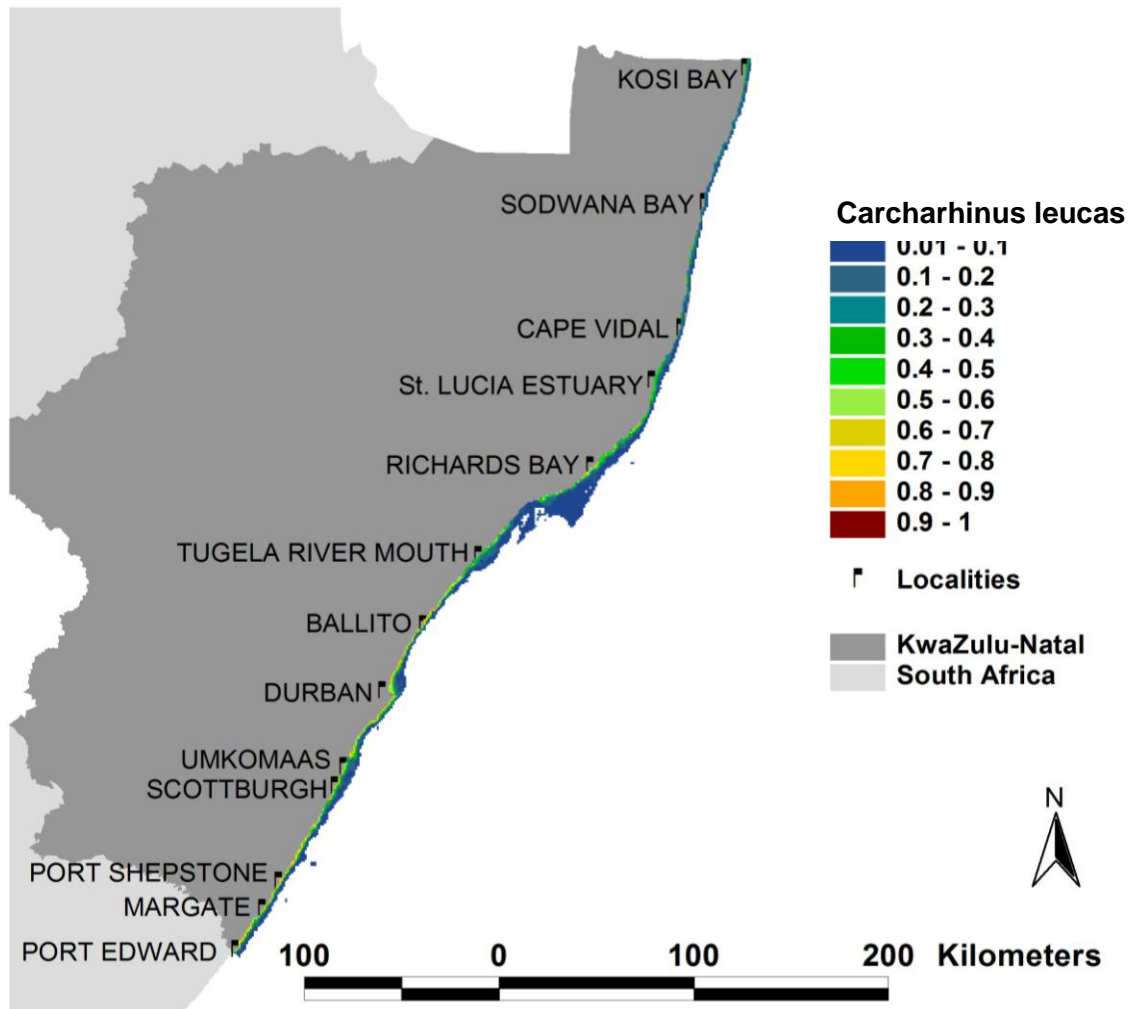 KOSI BAY
SODWANA BAY
CAPE VIDAL
St. LUCIA ESTUARY
RICHARDS BAY
TUGELA RIVER MOUTH
BALLITO
DURBAN
UMKOMAAS
SCOTTBURGH
PORT SHEPSTONE
MARGATE
PORT EDWARD
Carcharhinus leucas
0.01 - 0.1
0.1 - 0.2
0.2 - 0.3
0.3 - 0.4
0.4 - 0.5
0.5 - 0.6
0.6 - 0.7
0.7 - 0.8
0.8 - 0.9
0.9 - 1
Localities
KwaZulu-Natal
South Africa
N
100 0 100 200 Kilometers